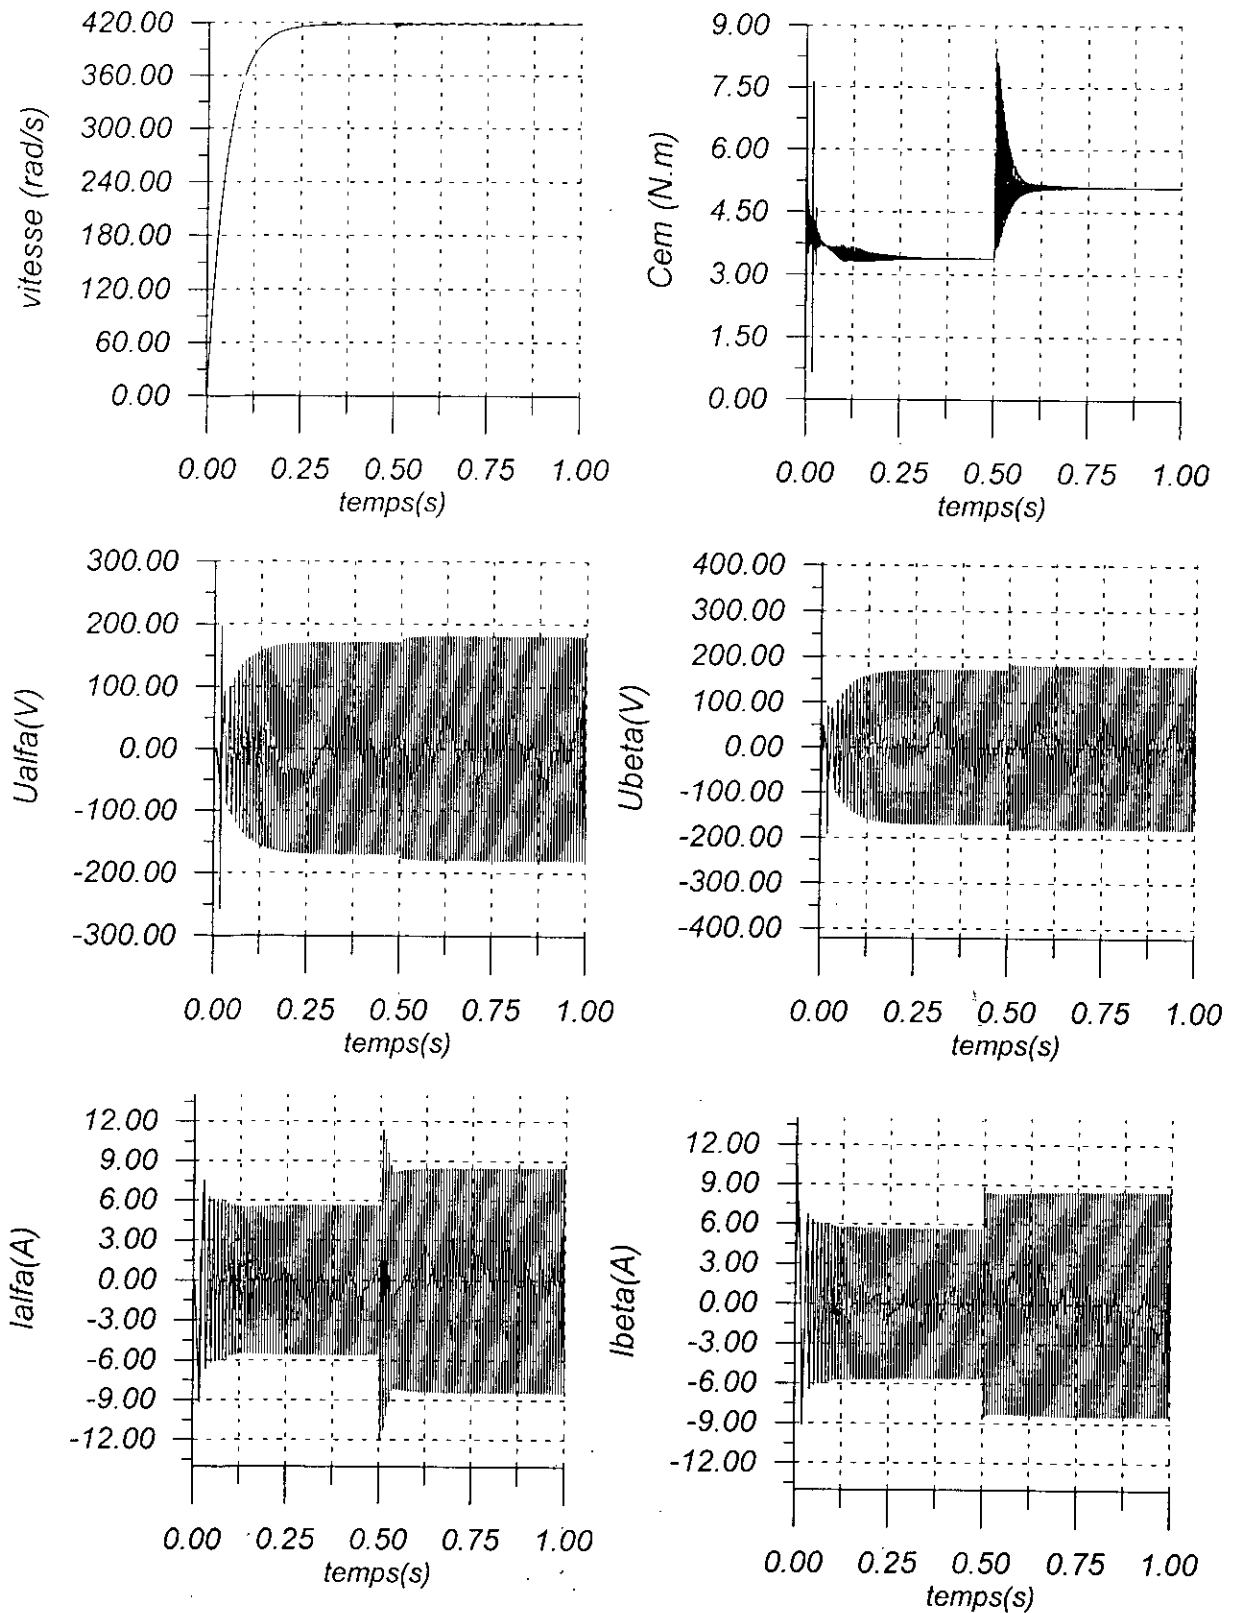 420.00
360.00
300.00
240.00
180.00
120.00
60.00
0.00
vitesse (rad/s)
0.00 0.25 0.50 0.75 1.00
temps(s)
9.00
7.50
6.00
4.50
3.00
1.50
0.00
Cem (N.m)
0.00 0.25 0.50 0.75 1.00
temps(s)
300.00
200.00
100.00
0.00
-100.00
-200.00
-300.00
Ualfa(V)
0.00 0.25 0.50 0.75 1.00
temps(s)
400.00
300.00
200.00
100.00
0.00
-100.00
-200.00
-300.00
-400.00
Ubeta(V)
0.00 0.25 0.50 0.75 1.00
temps(s)
12.00
9.00
6.00
3.00
0.00
-3.00
-6.00
-9.00
-12.00
Ialfa(A)
0.00 0.25 0.50 0.75 1.00
temps(s)
12.00
9.00
6.00
3.00
0.00
-3.00
-6.00
-9.00
-12.00
Ibeta(A)
0.00 0.25 0.50 0.75 1.00
temps(s)